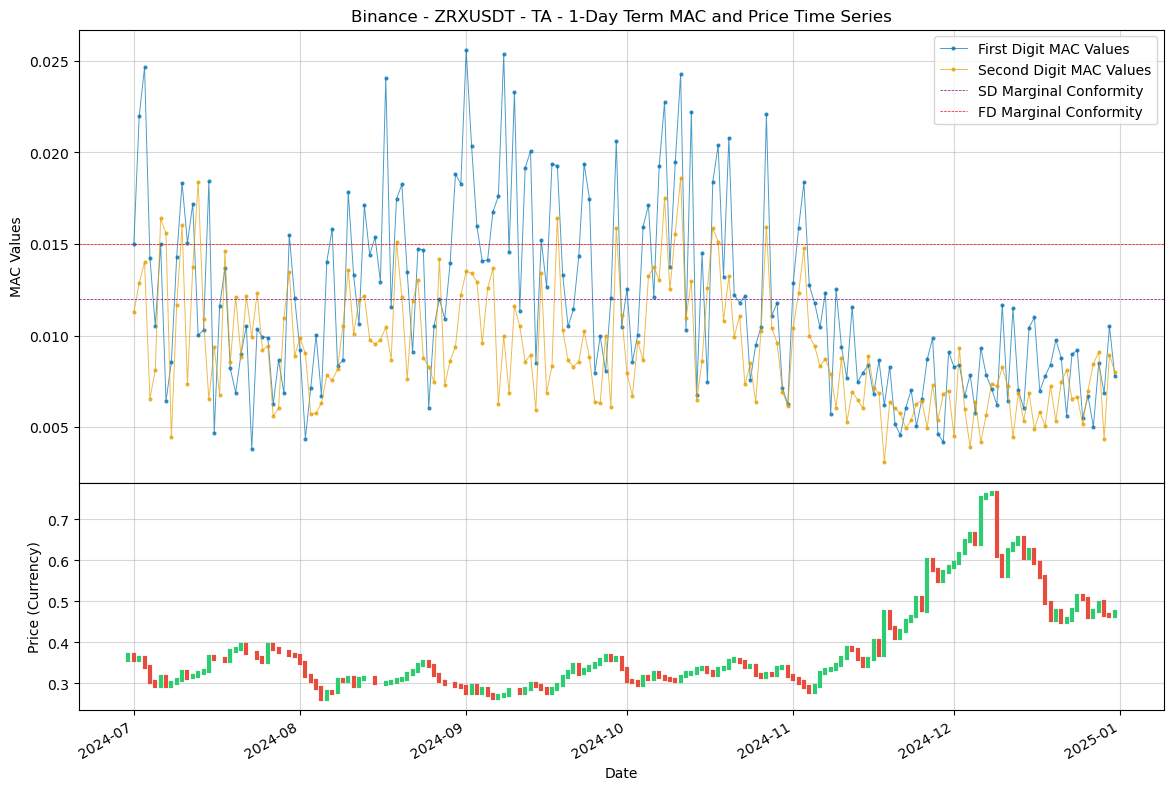 Binance - ZRXUSDT - TA - 1-Day Term MAC and Price Time Series
First Digit MAC Values
Second Digit MAC Values
SD Marginal Conformity
FD Marginal Conformity
MAC Values
0.025
0.020
0.015
0.010
0.005
Price (Currency)
0.7
0.6
0.5
0.4
0.3
2024-07
2024-08
2024-09
2024-10
2024-11
2024-12
2025-01
Date